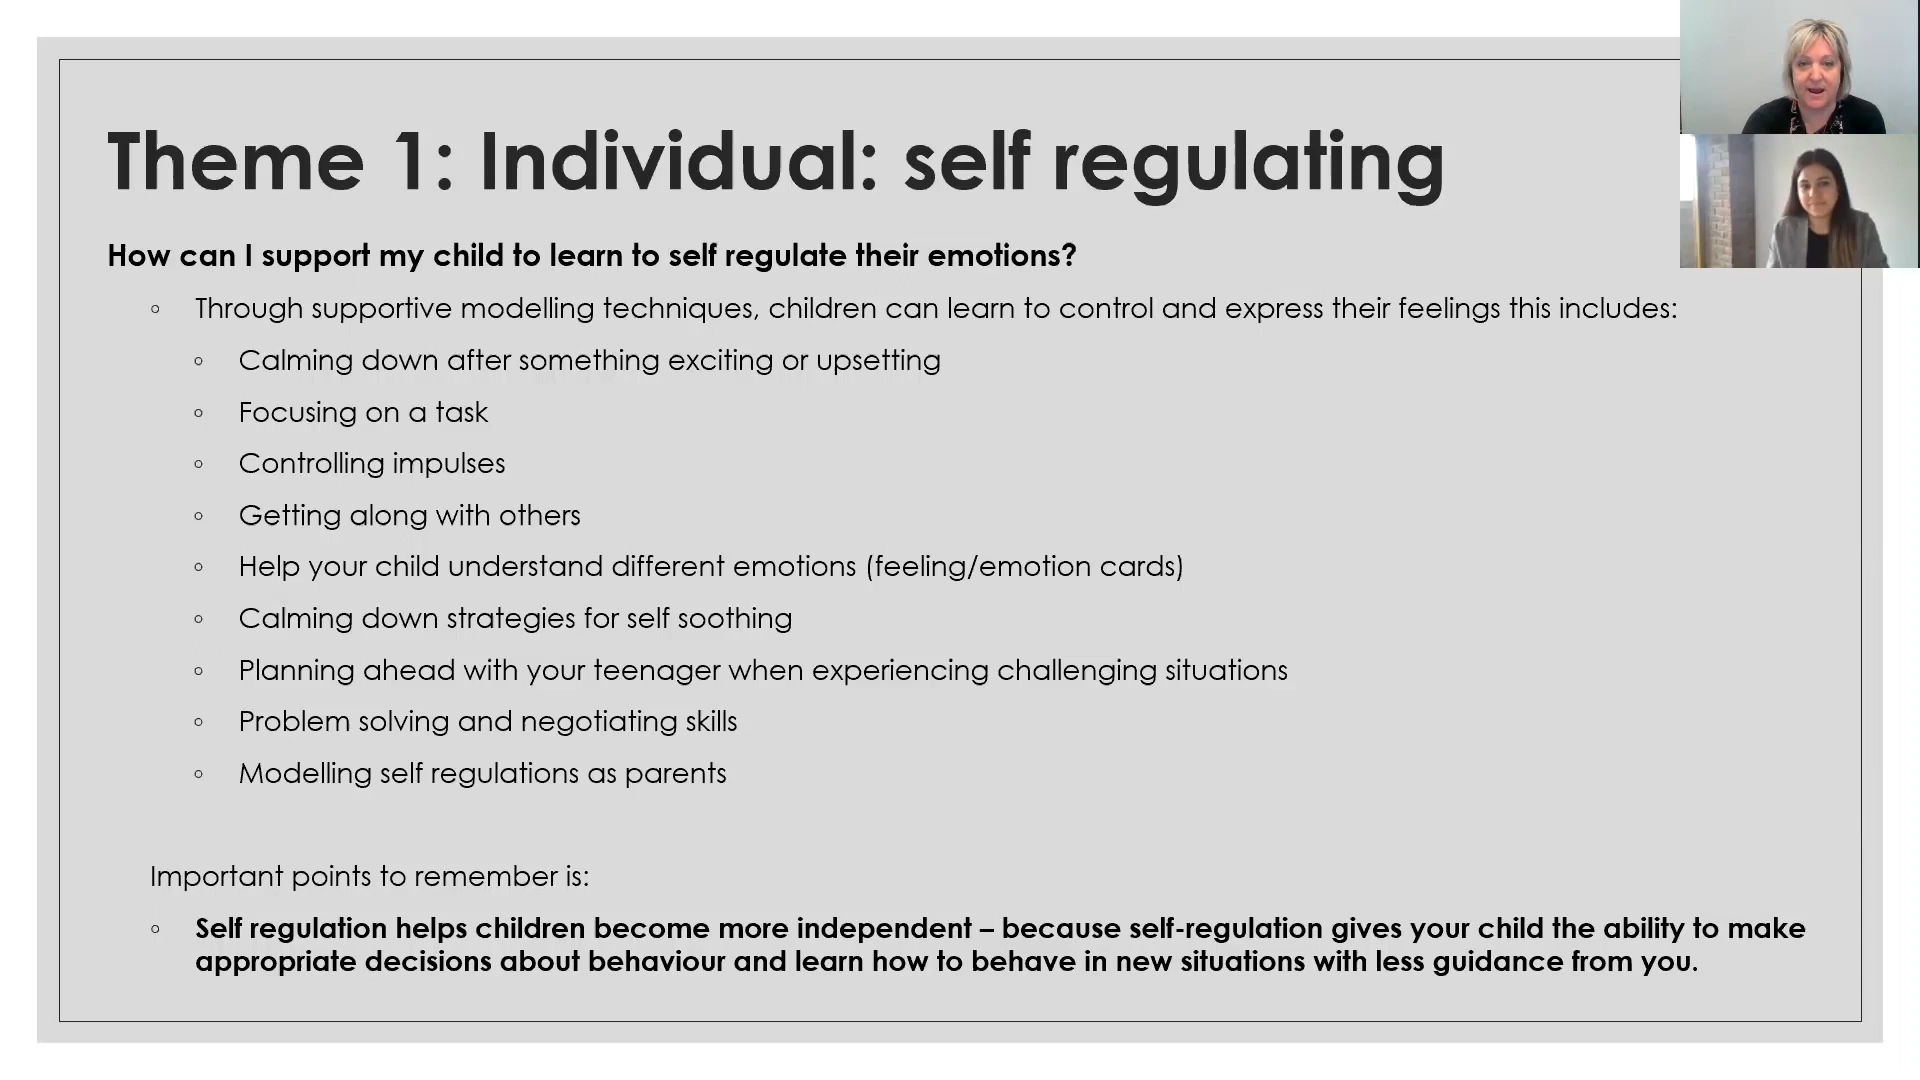 Theme 1: Individual: self regulating
How can I support my child to learn to self regulate their emotions?
Through supportive modelling techniques, children can learn to control and express their feelings this includes:
Calming down after something exciting or upsetting
Focusing on a task
Controlling impulses
Getting along with others
Help your child understand different emotions (feeling/emotion cards)
Calming down strategies for self soothing
Planning ahead with your teenager when experiencing challenging situations
Problem solving and negotiating skills
Modelling self regulations as parents
Important points to remember is:
Self regulation helps children become more independent – because self-regulation gives your child the ability to make
appropriate decisions about behaviour and learn how to behave in new situations with less guidance from you.